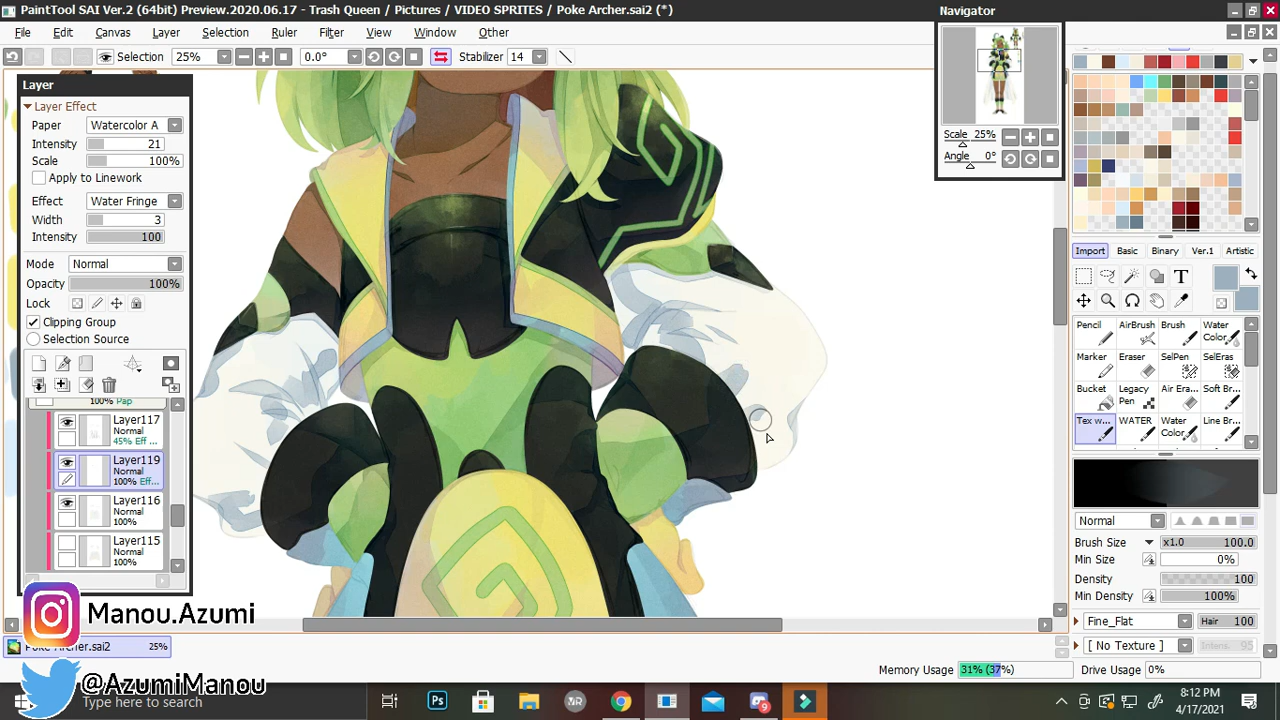 PaintTool SAI Ver.2 (64bit) Preview.2020.06.17 - Trash Queen / Pictures / VIDEO SPRITES / Poke Archer.sai2 (*)
File Edit Canvas Layer Selection Ruler Filter View Window Other
Selection 25% 0.0° Stabilizer 14
Navigator
Scale 25%
Angle 0°
Layer
Layer Effect
Paper Watercolor A
Intensity 21
Scale 100%
Apply to Linework
Effect Water Fringe
Width 3
Intensity 100
Mode Normal
Opacity 100%
Lock
Clipping Group
Selection Source
100% Pap
Layer117
Normal
45% Eff ...
Layer119
Normal
100% Eff...
Layer116
Normal
100%
Layer115
Normal
100%
Import Basic Binary Ver.1 Artistic
T
Pencil AirBrush Brush Water Color
Marker Eraser SelPen SelEras
Bucket Legacy Pen Air Era... Soft Br...
Tex w... WATER Water Color... Line Br...
Normal
Brush Size x1.0 100.0
Min Size 0%
Density 100
Min Density 100%
Fine_Flat Hair 100
[ No Texture ] Intens. 95
Manou.Azumi
Poke Archer.sai2 25%
Memory Usage 31% (37%) Drive Usage 0%
@AzumiManou
Type here to search
Ps
8:12 PM
4/17/2021